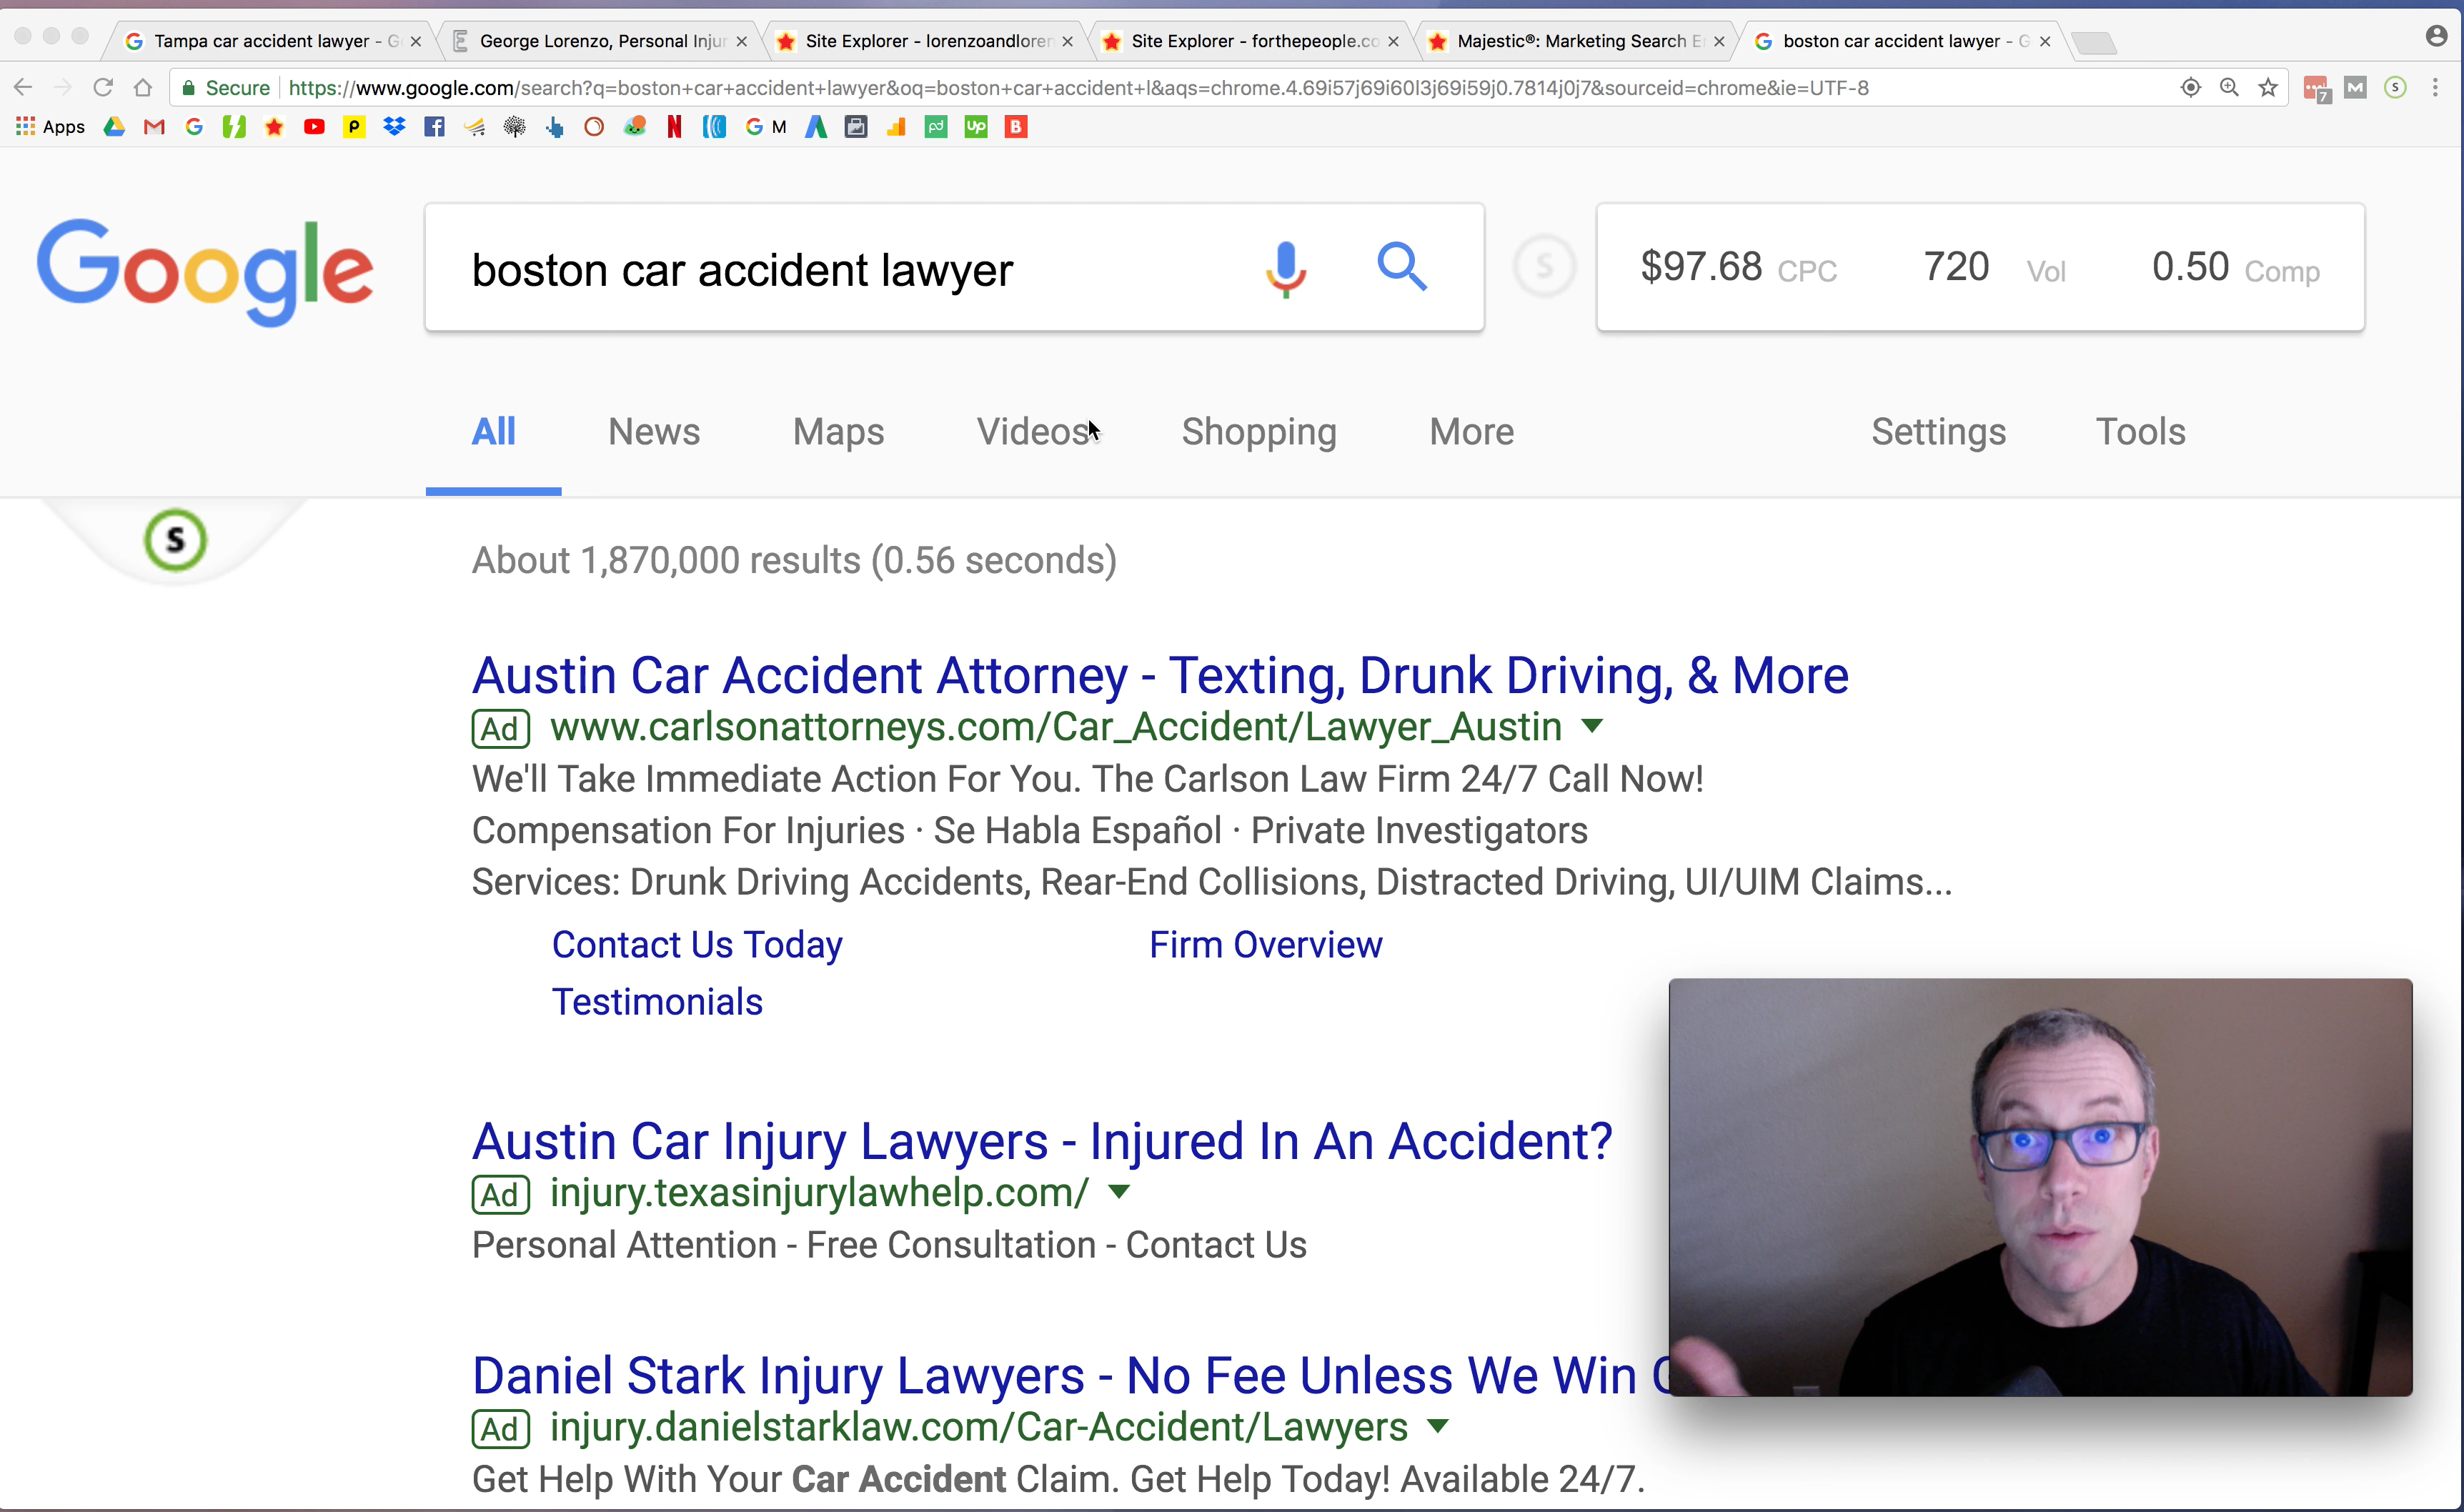 Tampa car accident lawyer - G
George Lorenzo, Personal Injur
Site Explorer - lorenzoandloren
Site Explorer - forthepeople.co
Majestic®: Marketing Search E
boston car accident lawyer - G
Secure https://www.google.com/search?q=boston+car+accident+lawyer&oq=boston+car+accident+l&aqs=chrome.4.69i57j69i60l3j69i59j0.7814j0j7&sourceid=chrome&ie=UTF-8
7 M S
Apps P N G M pd Up B
Google
boston car accident lawyer
S
$97.68 CPC 720 Vol 0.50 Comp
All News Maps Videos Shopping More Settings Tools
S
About 1,870,000 results (0.56 seconds)
Austin Car Accident Attorney - Texting, Drunk Driving, & More
Ad www.carlsonattorneys.com/Car_Accident/Lawyer_Austin
We'll Take Immediate Action For You. The Carlson Law Firm 24/7 Call Now!
Compensation For Injuries · Se Habla Español · Private Investigators
Services: Drunk Driving Accidents, Rear-End Collisions, Distracted Driving, UI/UIM Claims...
Contact Us Today Firm Overview
Testimonials
Austin Car Injury Lawyers - Injured In An Accident?
Ad injury.texasinjurylawhelp.com/
Personal Attention - Free Consultation - Contact Us
Daniel Stark Injury Lawyers - No Fee Unless We Win
Ad injury.danielstarklaw.com/Car-Accident/Lawyers
Get Help With Your Car Accident Claim. Get Help Today! Available 24/7.